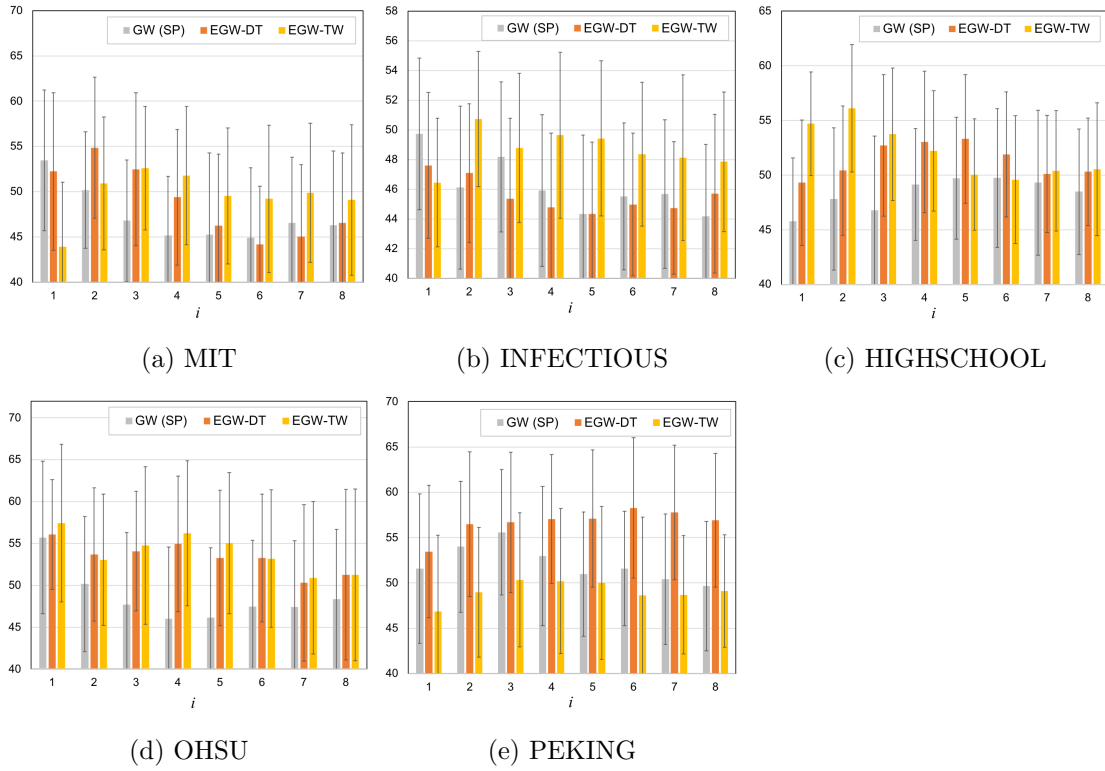 GW (SP) EGW-DT EGW-TW
70
65
60
55
50
45
40
1 2 3 4 5 6 7 8
i
(a) MIT
GW (SP) EGW-DT EGW-TW
58
56
54
52
50
48
46
44
42
40
1 2 3 4 5 6 7 8
i
(b) INFECTIOUS
GW (SP) EGW-DT EGW-TW
65
60
55
50
45
40
1 2 3 4 5 6 7 8
i
(c) HIGHSCHOOL
GW (SP) EGW-DT EGW-TW
70
65
60
55
50
45
40
1 2 3 4 5 6 7 8
i
(d) OHSU
GW (SP) EGW-DT EGW-TW
70
65
60
55
50
45
40
1 2 3 4 5 6 7 8
i
(e) PEKING